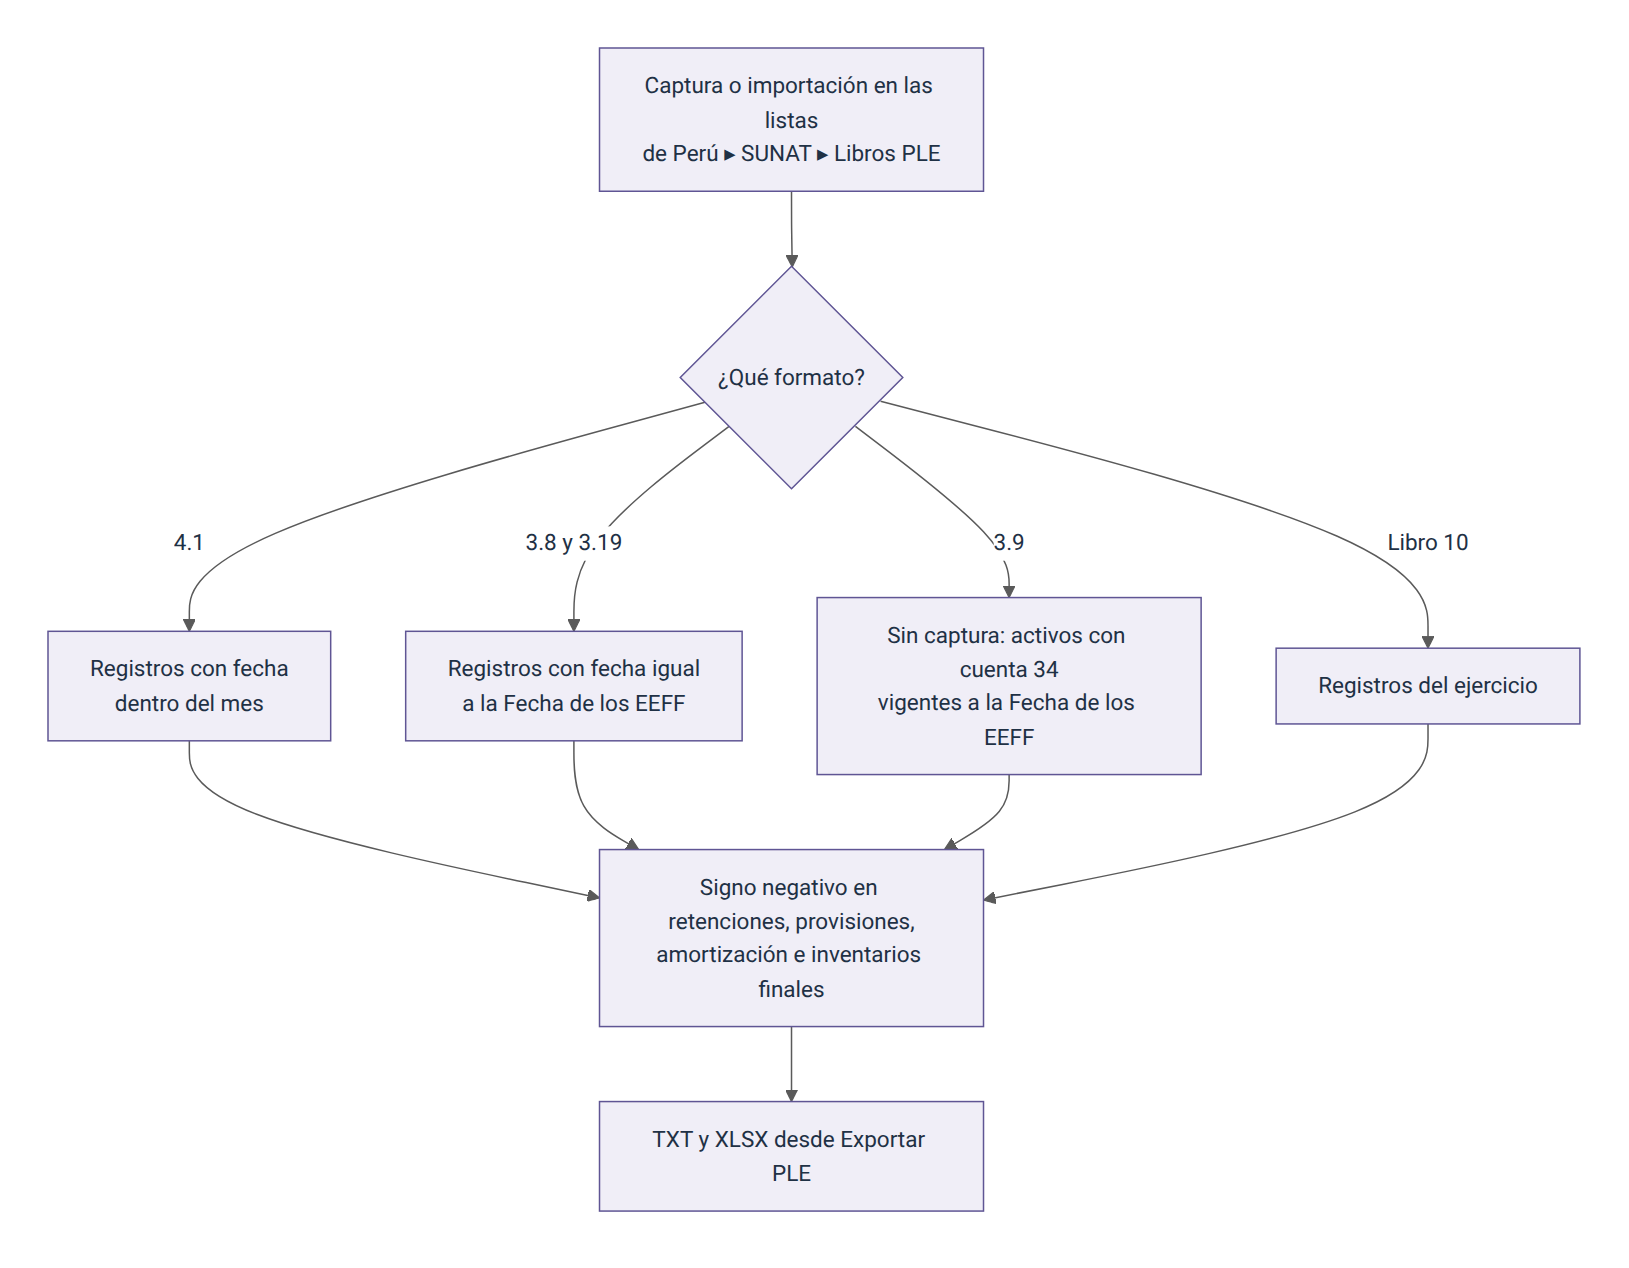 Captura o importación en las
listas
de Perú ▸ SUNAT ▸ Libros PLE
¿Qué formato?
4.1
3.8 y 3.19
3.9
Libro 10
Registros con fecha
dentro del mes
Registros con fecha igual
a la Fecha de los EEFF
Sin captura: activos con
cuenta 34
vigentes a la Fecha de los
EEFF
Registros del ejercicio
Signo negativo en
retenciones, provisiones,
amortización e inventarios
finales
TXT y XLSX desde Exportar
PLE